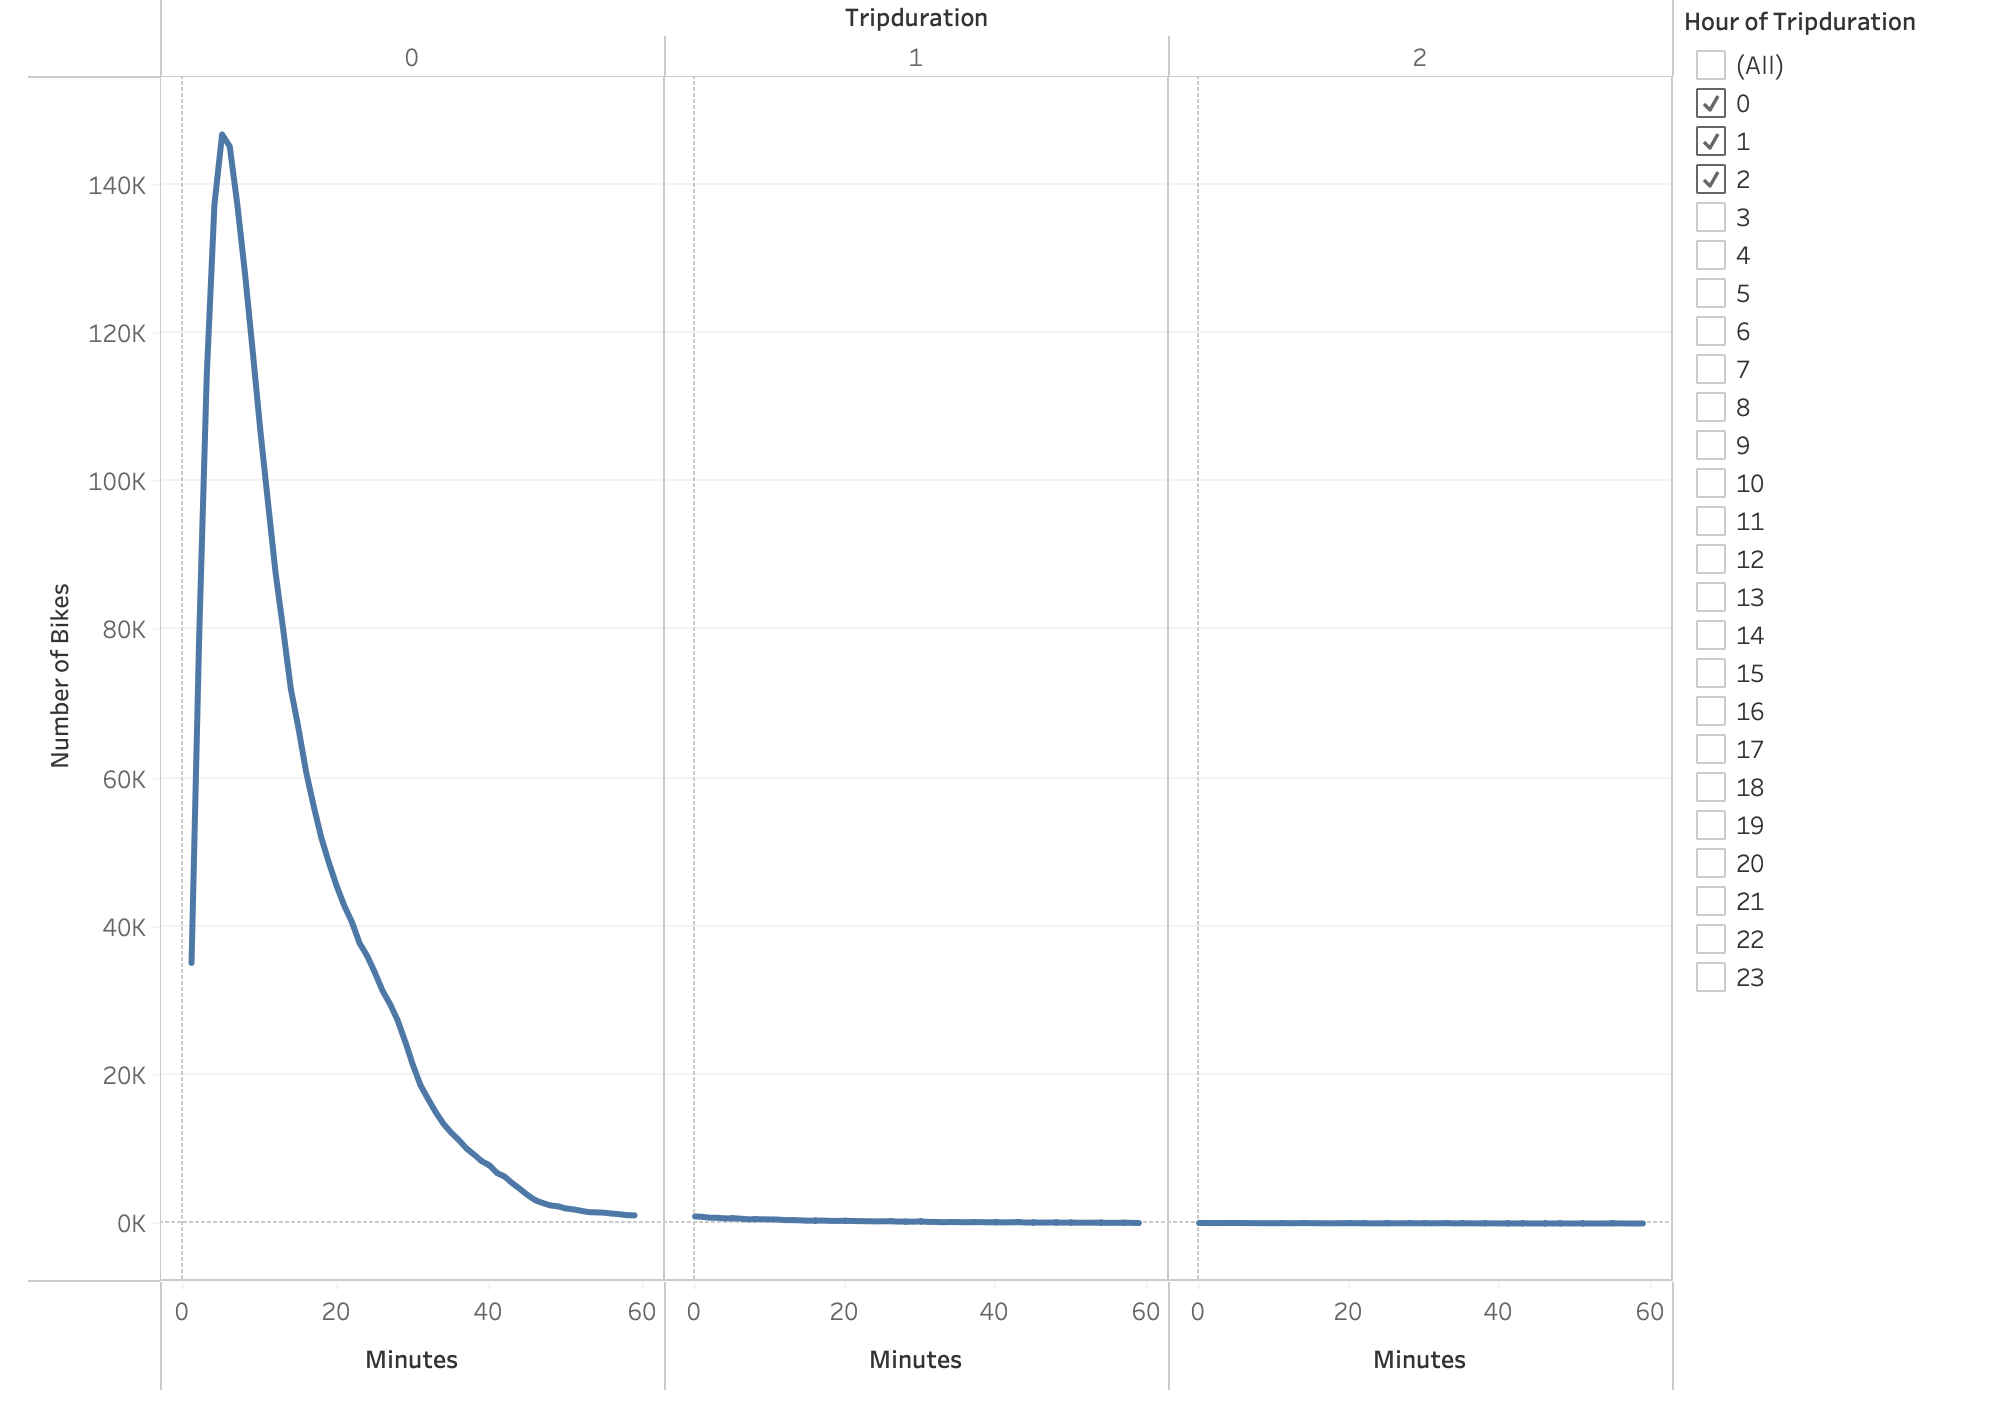 Tripduration
0 1 2
140K
120K
100K
80K
60K
40K
20K
0K
Number of Bikes
0 20 40 60 0 20 40 60 0 20 40 60
Minutes Minutes Minutes
Hour of Tripduration
(All)
0
1
2
3
4
5
6
7
8
9
10
11
12
13
14
15
16
17
18
19
20
21
22
23